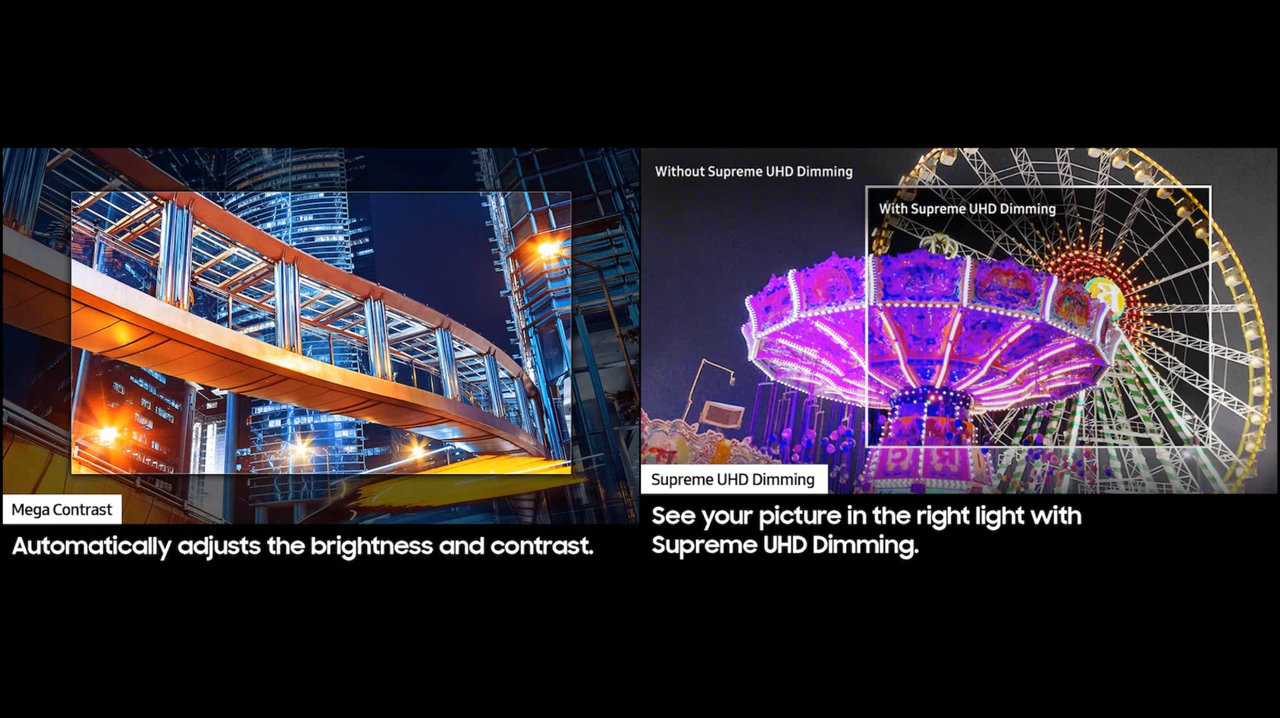 Mega Contrast
Automatically adjusts the brightness and contrast.
Without Supreme UHD Dimming
With Supreme UHD Dimming
Supreme UHD Dimming
See your picture in the right light with
Supreme UHD Dimming.